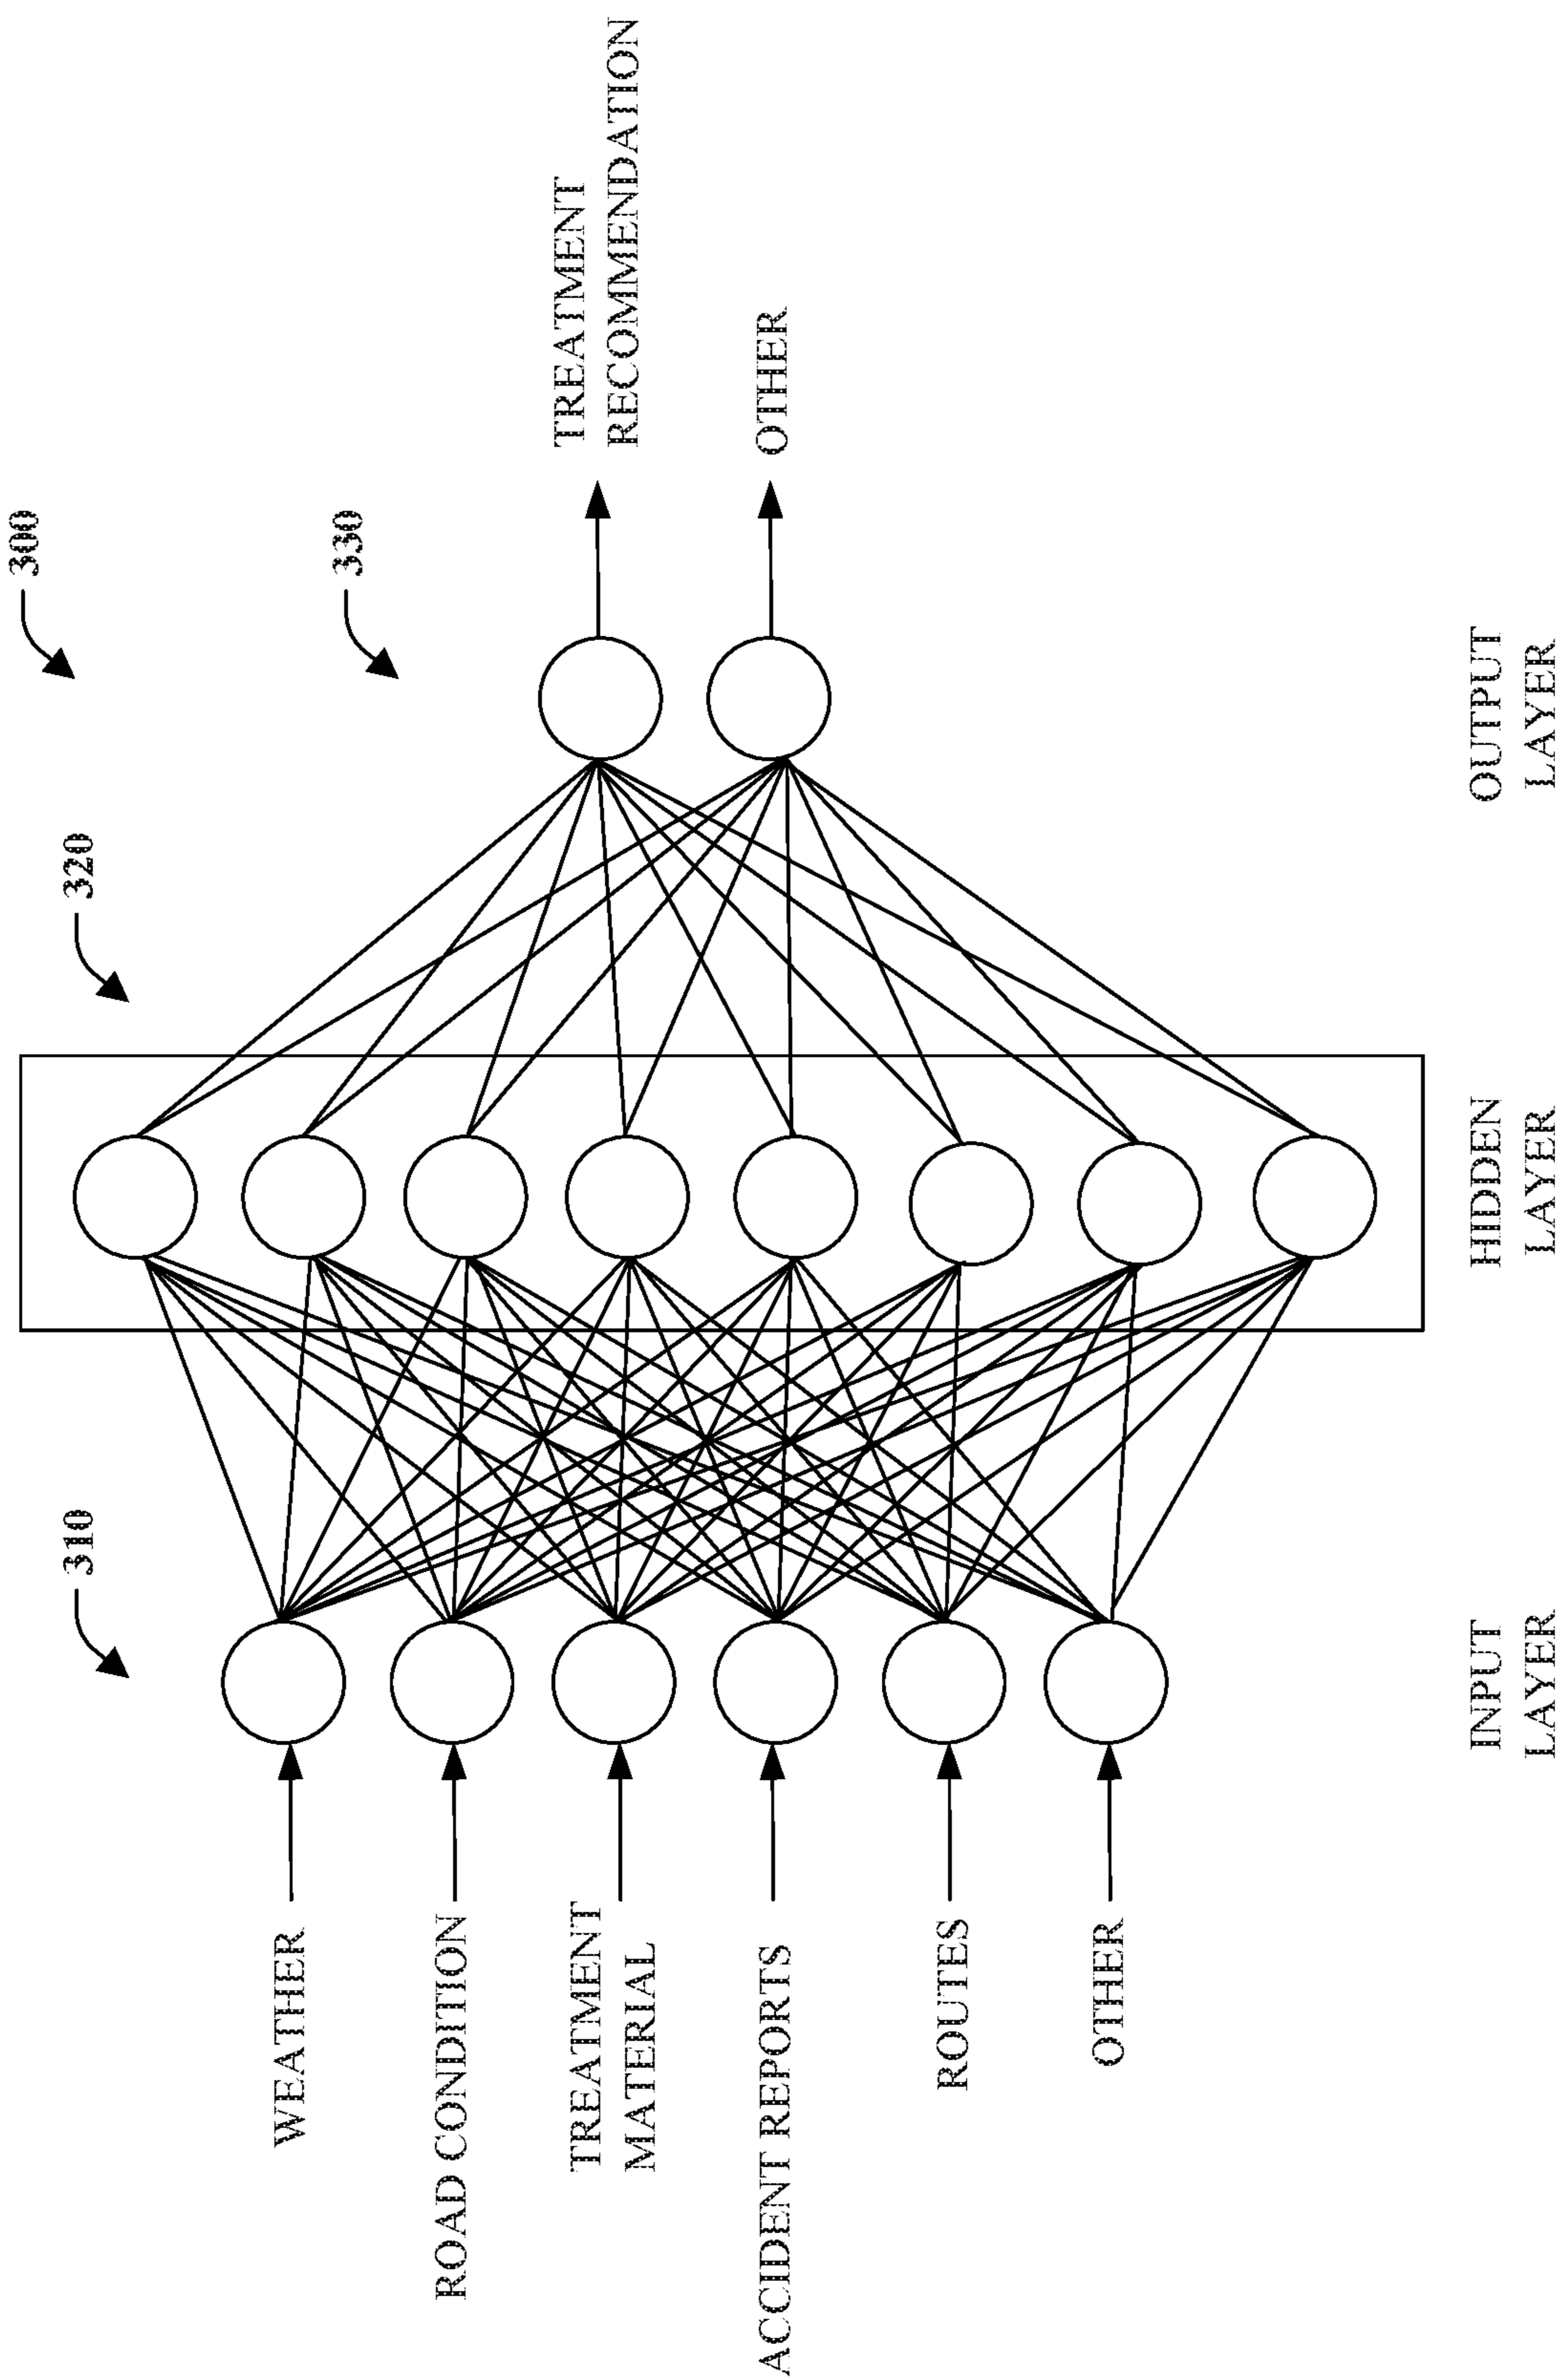 300
310
320
330
WEATHER
ROAD CONDITION
TREATMENT
MATERIAL
ACCIDENT REPORTS
ROUTES
OTHER
TREATMENT
RECOMMENDATION
OTHER
INPUT
LAYER
HIDDEN
LAYER
OUTPUT
LAYER